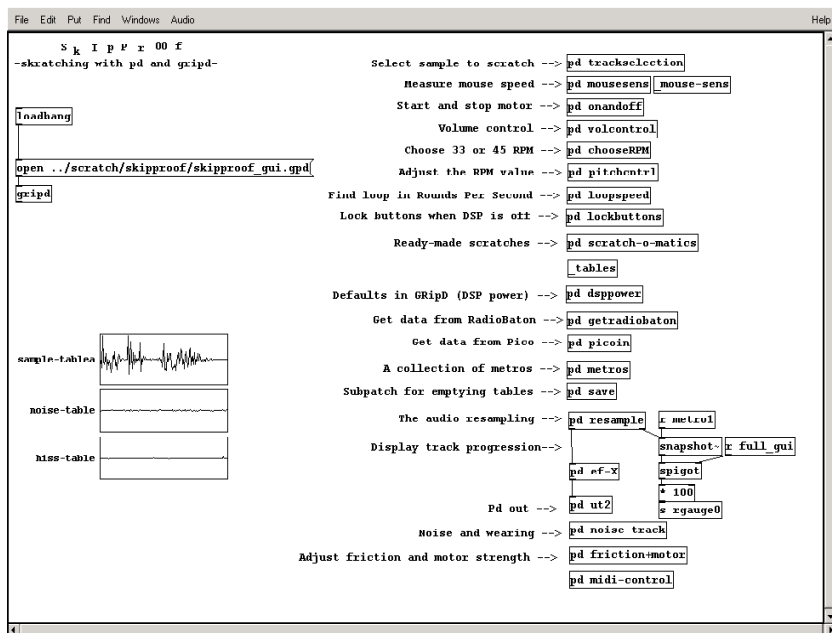 File Edit Put Find Windows Audio Help
S k I p P r 00 f
-skratching with pd and gripd-
loadbang
open ../scratch/skipproof/skipproof_gui.gpd
gripd
sample-tablea
noise-table
hiss-table
Select sample to scratch --> pd trackselection
Measure mouse speed --> pd mousesens _mouse-sens
Start and stop motor --> pd onandoff
Volume control --> pd volcontrol
Choose 33 or 45 RPM --> pd chooseRPM
Adjust the RPM value --> pd pitchcntrl
Find loop in Rounds Per Second --> pd loopspeed
Lock buttons when DSP is off --> pd lockbuttons
Ready-made scratches --> pd scratch-o-matics
_tables
Defaults in GRipD (DSP power) --> pd dsppower
Get data from RadioBaton --> pd getradiobaton
Get data from Pico --> pd picoin
A collection of metros --> pd metros
Subpatch for emptying tables --> pd save
The audio resampling --> pd resample r metro1
Display track progression--> snapshot~ r full_gui
pd ef-X spigot
* 100
Pd out --> pd ut2 s rgauge0
Noise and wearing --> pd noise track
Adjust friction and motor strength --> pd friction+motor
pd midi-control